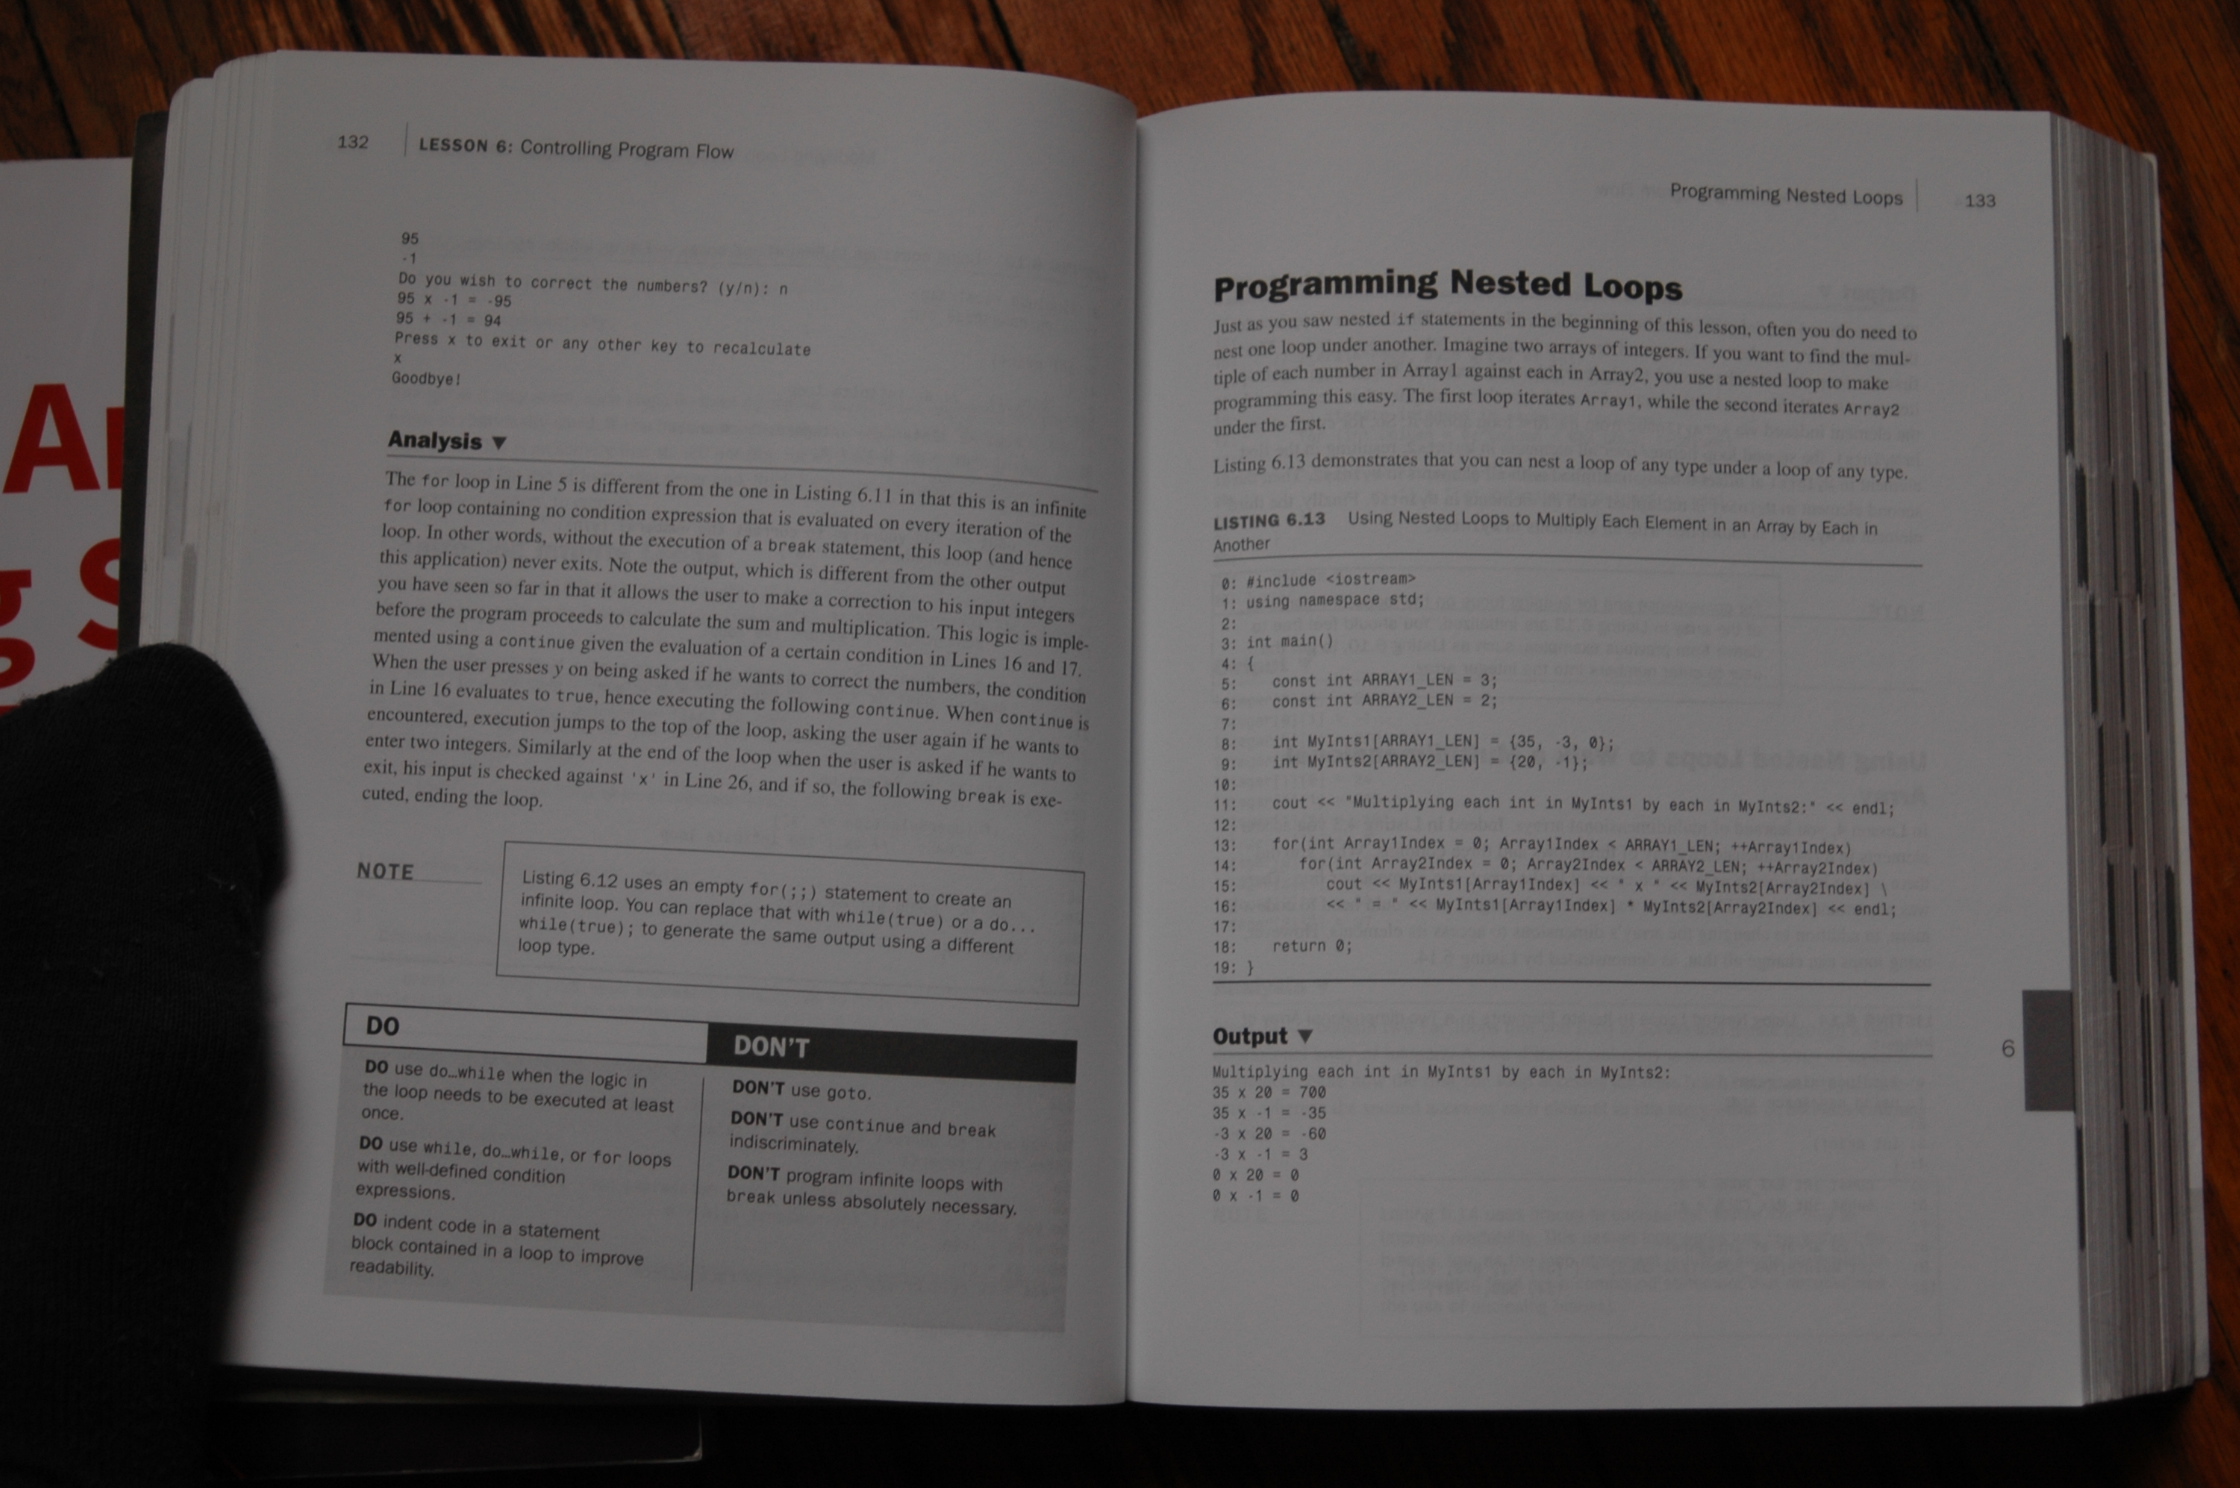 Ar
g S
132 LESSON 6: Controlling Program Flow
95
-1
Do you wish to correct the numbers? (y/n): n
95 x -1 = -95
95 + -1 = 94
Press x to exit or any other key to recalculate
x
Goodbye!
Analysis ▼
The for loop in Line 5 is different from the one in Listing 6.11 in that this is an infinite
for loop containing no condition expression that is evaluated on every iteration of the
loop. In other words, without the execution of a break statement, this loop (and hence
this application) never exits. Note the output, which is different from the other output
you have seen so far in that it allows the user to make a correction to his input integers
before the program proceeds to calculate the sum and multiplication. This logic is imple-
mented using a continue given the evaluation of a certain condition in Lines 16 and 17.
When the user presses y on being asked if he wants to correct the numbers, the condition
in Line 16 evaluates to true, hence executing the following continue. When continue is
encountered, execution jumps to the top of the loop, asking the user again if he wants to
enter two integers. Similarly at the end of the loop when the user is asked if he wants to
exit, his input is checked against 'x' in Line 26, and if so, the following break is exe-
cuted, ending the loop.
NOTE
Listing 6.12 uses an empty for(;;) statement to create an
infinite loop. You can replace that with while(true) or a do...
while(true); to generate the same output using a different
loop type.
DO
DO use do…while when the logic in
the loop needs to be executed at least
once.
DO use while, do…while, or for loops
with well-defined condition
expressions.
DO indent code in a statement
block contained in a loop to improve
readability.
DON'T
DON'T use goto.
DON'T use continue and break
indiscriminately.
DON'T program infinite loops with
break unless absolutely necessary.
Programming Nested Loops 133
Programming Nested Loops
Just as you saw nested if statements in the beginning of this lesson, often you do need to
nest one loop under another. Imagine two arrays of integers. If you want to find the mul-
tiple of each number in Array1 against each in Array2, you use a nested loop to make
programming this easy. The first loop iterates Array1, while the second iterates Array2
under the first.
Listing 6.13 demonstrates that you can nest a loop of any type under a loop of any type.
LISTING 6.13 Using Nested Loops to Multiply Each Element in an Array by Each in
Another
0: #include <iostream>
1: using namespace std;
2:
3: int main()
4: {
5:    const int ARRAY1_LEN = 3;
6:    const int ARRAY2_LEN = 2;
7:
8:    int MyInts1[ARRAY1_LEN] = {35, -3, 0};
9:    int MyInts2[ARRAY2_LEN] = {20, -1};
10:
11:    cout << "Multiplying each int in MyInts1 by each in MyInts2:" << endl;
12:
13:    for(int Array1Index = 0; Array1Index < ARRAY1_LEN; ++Array1Index)
14:       for(int Array2Index = 0; Array2Index < ARRAY2_LEN; ++Array2Index)
15:          cout << MyInts1[Array1Index] << " x " << MyInts2[Array2Index] \
16:          << " = " << MyInts1[Array1Index] * MyInts2[Array2Index] << endl;
17:
18:    return 0;
19: }
Output ▼
Multiplying each int in MyInts1 by each in MyInts2:
35 x 20 = 700
35 x -1 = -35
-3 x 20 = -60
-3 x -1 = 3
0 x 20 = 0
0 x -1 = 0
6